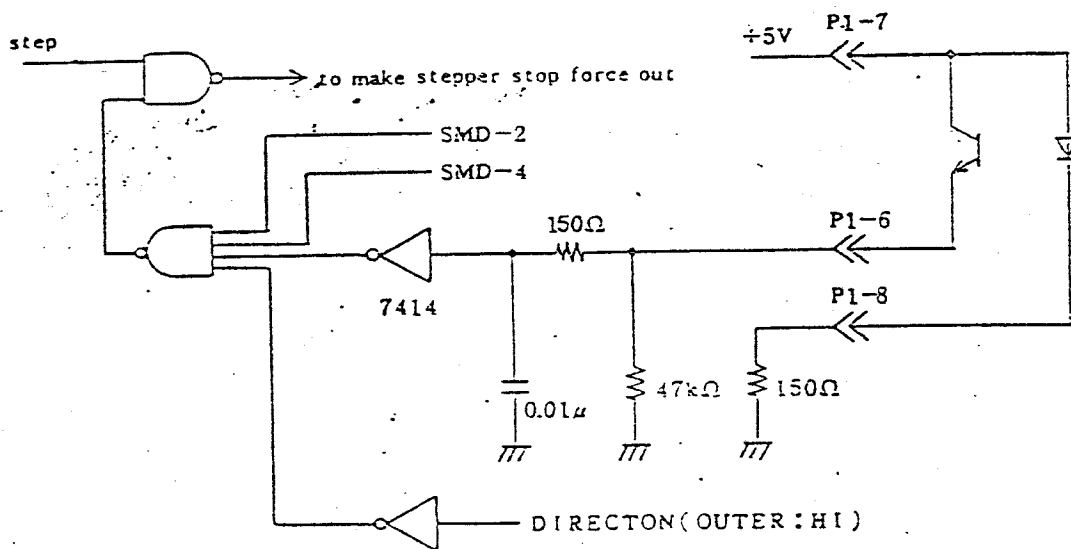 step
+5V
P1-7
to make stepper stop force out
SMD-2
SMD-4
150Ω
P1-6
7414
P1-8
0.01μ
47kΩ
150Ω
DIRECTON(OUTER:HI)